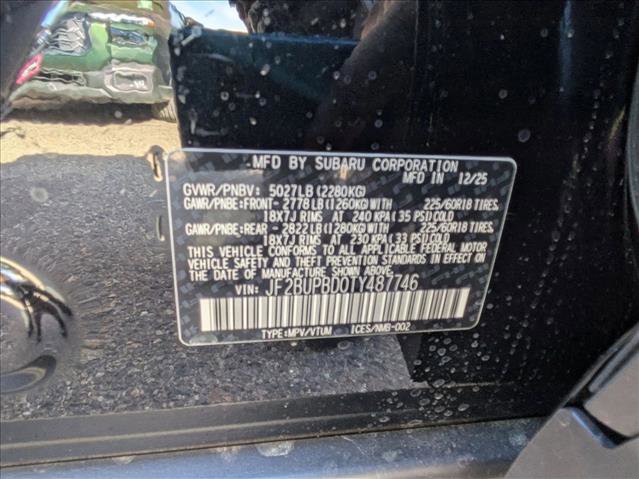 MFD BY SUBARU CORPORATION
MFD IN 12/25
GVWR/PNBV: 5027LB (2280KG)
GAWR/PNBE:FRONT- 2778LB (1260KG) WITH 225/60R18 TIRES,
18X7J RIMS AT 240 KPA (35 PSI) COLD
GAWR/PNBE:REAR - 2822LB (1280KG) WITH 225/60R18 TIRES,
18X7J RIMS AT 230 KPA (33 PSI) COLD
THIS VEHICLE CONFORMS TO ALL APPLICABLE FEDERAL MOTOR
VEHICLE SAFETY AND THEFT PREVENTION STANDARDS IN EFFECT ON
THE DATE OF MANUFACTURE SHOWN ABOVE.
VIN: JF2BUPBD0TY487746
TYPE:MPV/VTUM ICES/NMB-002